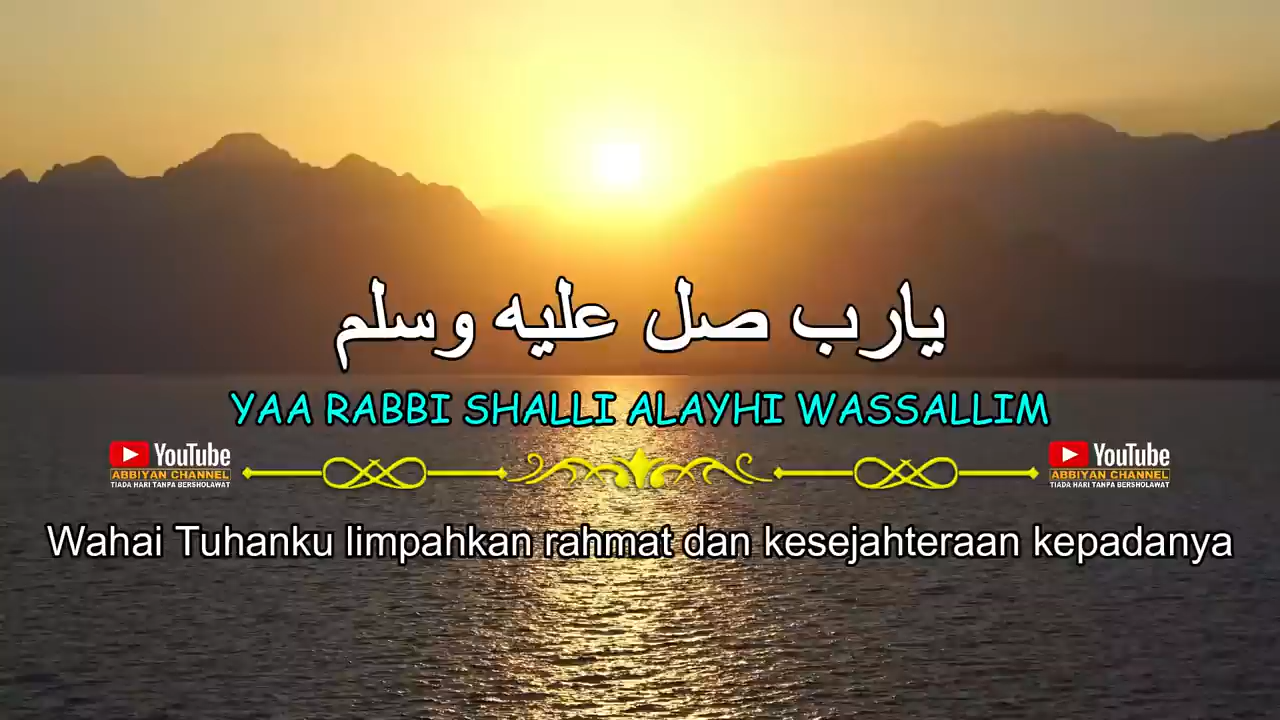 يارب صل عليه وسلم
YAA RABBI SHALLI ALAYHI WASSALLIM
YouTube
ABBIYAN CHANNEL
TIADA HARI TANPA BERSHOLAWAT
YouTube
ABBIYAN CHANNEL
TIADA HARI TANPA BERSHOLAWAT
Wahai Tuhanku limpahkan rahmat dan kesejahteraan kepadanya